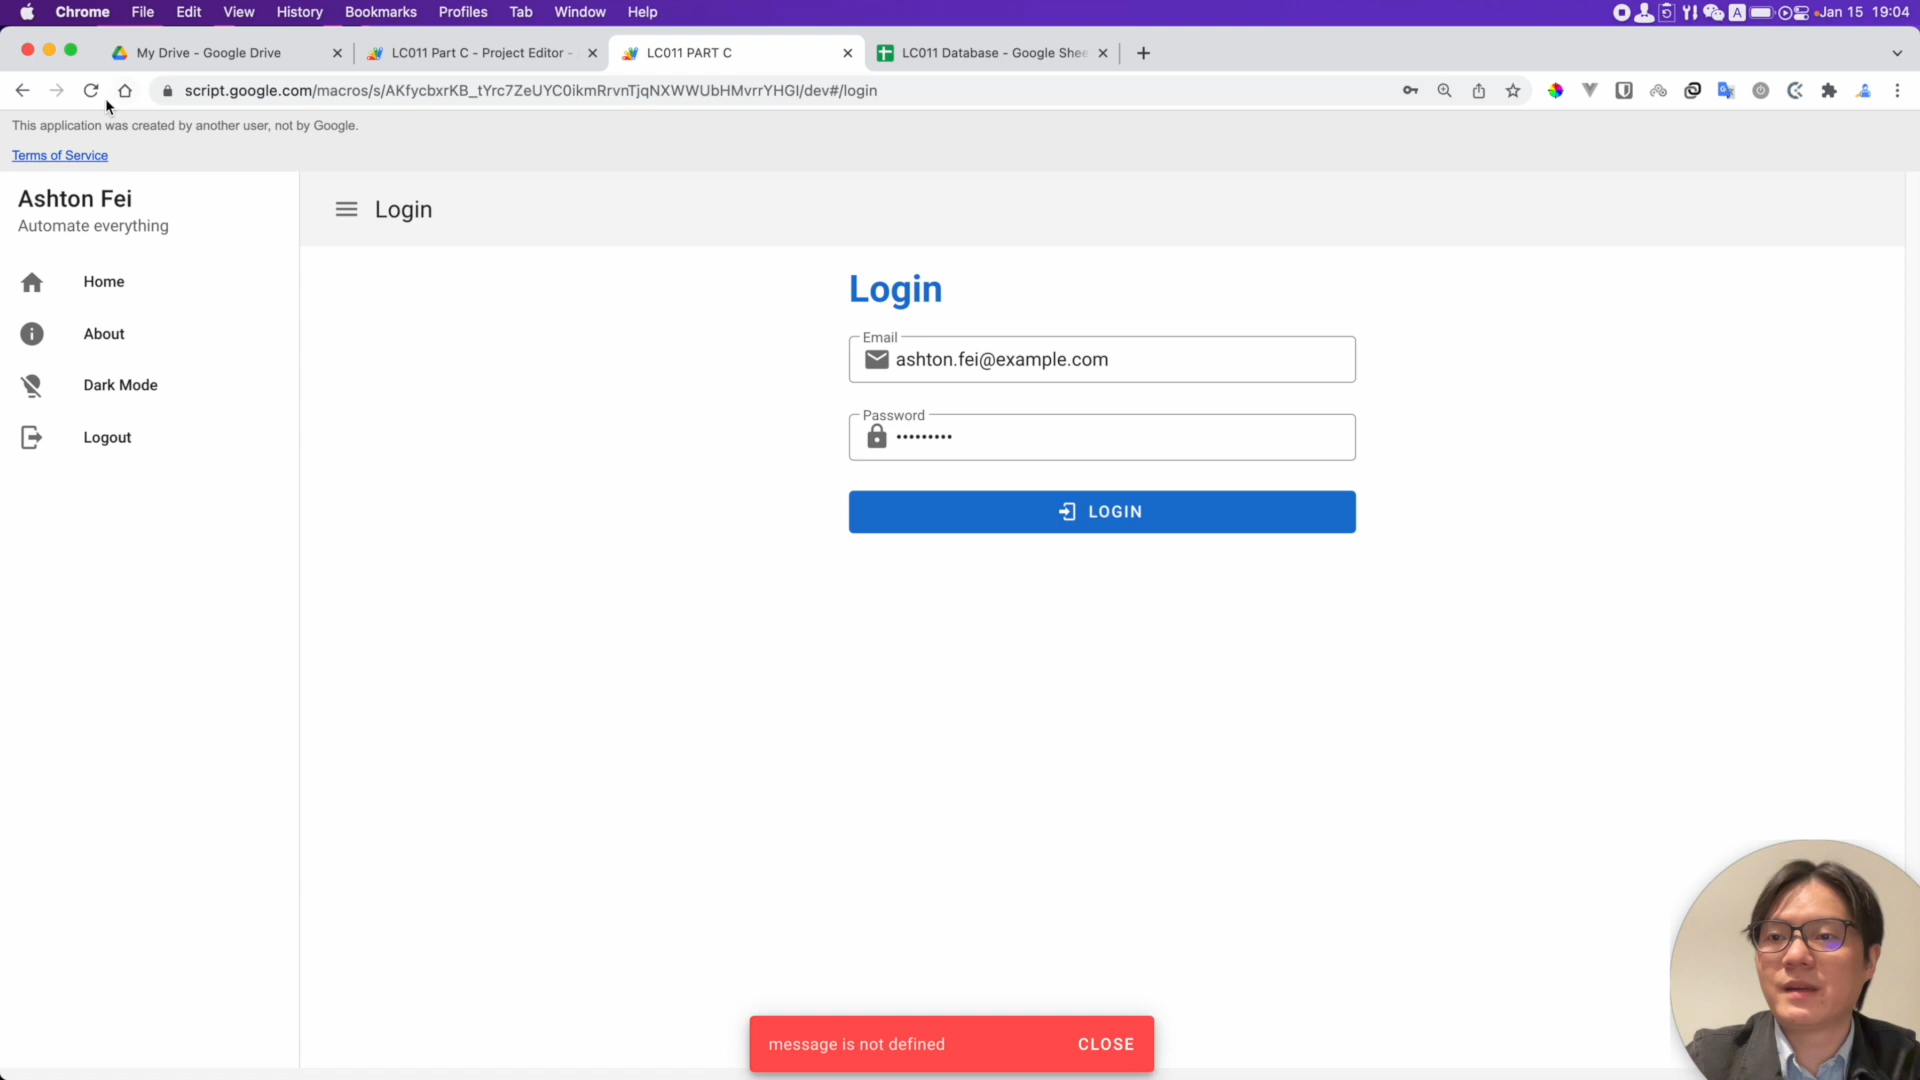 Chrome File Edit View History Bookmarks Profiles Tab Window Help
A Jan 15 19:04
My Drive - Google Drive
LC011 Part C - Project Editor -
LC011 PART C
LC011 Database - Google Shee
script.google.com/macros/s/AKfycbxrKB_tYrc7ZeUYC0ikmRrvnTjqNXWWUbHMvrrYHGI/dev#/login
This application was created by another user, not by Google.
Terms of Service
Ashton Fei
Automate everything
Home
About
Dark Mode
Logout
Login
Login
Email
ashton.fei@example.com
Password
LOGIN
message is not defined CLOSE